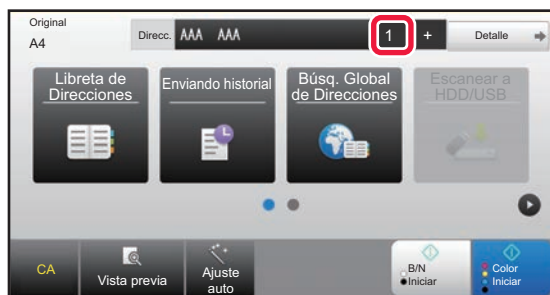 Original
A4
Direcc. AAA AAA 1 + Detalle
Libreta de
Direcciones
Enviando historial
Búsq. Global
de Direcciones
Escanear a
HDD/USB
CA
Vista previa
Ajuste
auto
B/N
Iniciar
Color
Iniciar